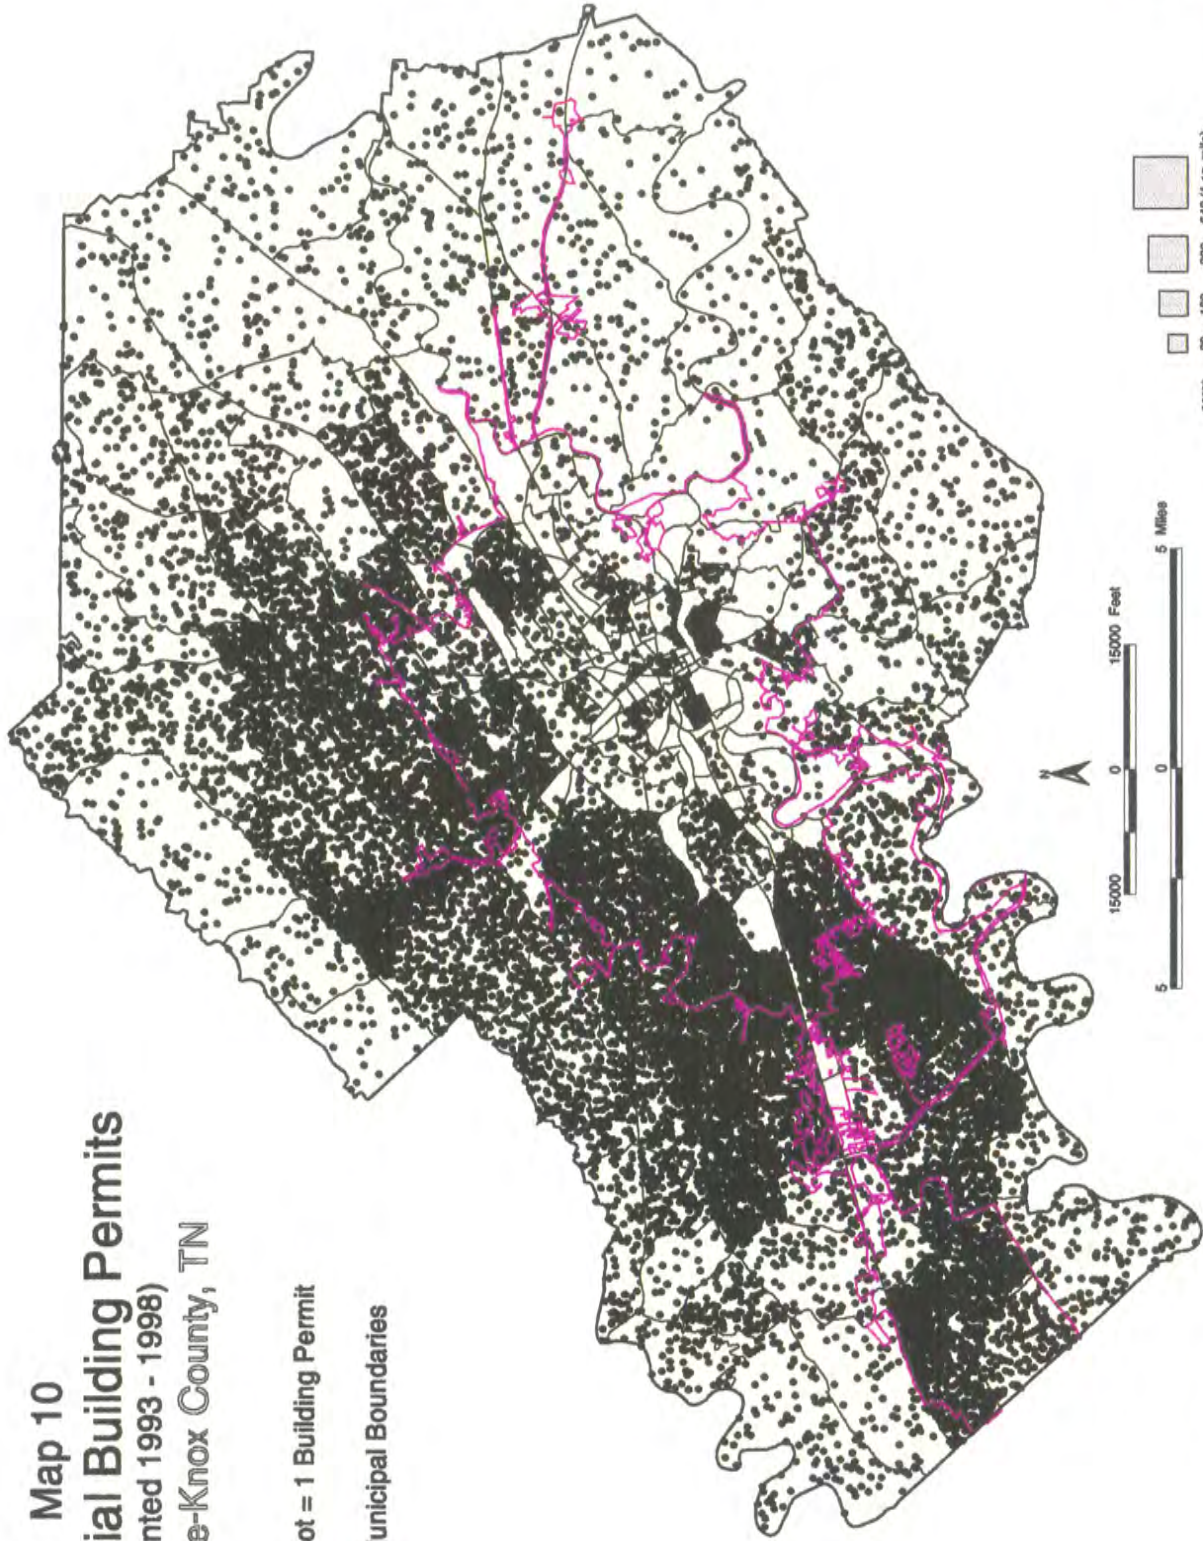 Map 10
ial Building Permits
nted 1993 - 1998)
e-Knox County, TN
ot = 1 Building Permit
unicipal Boundaries
N
15000 0 15000 Feet
5 0 5 Miles